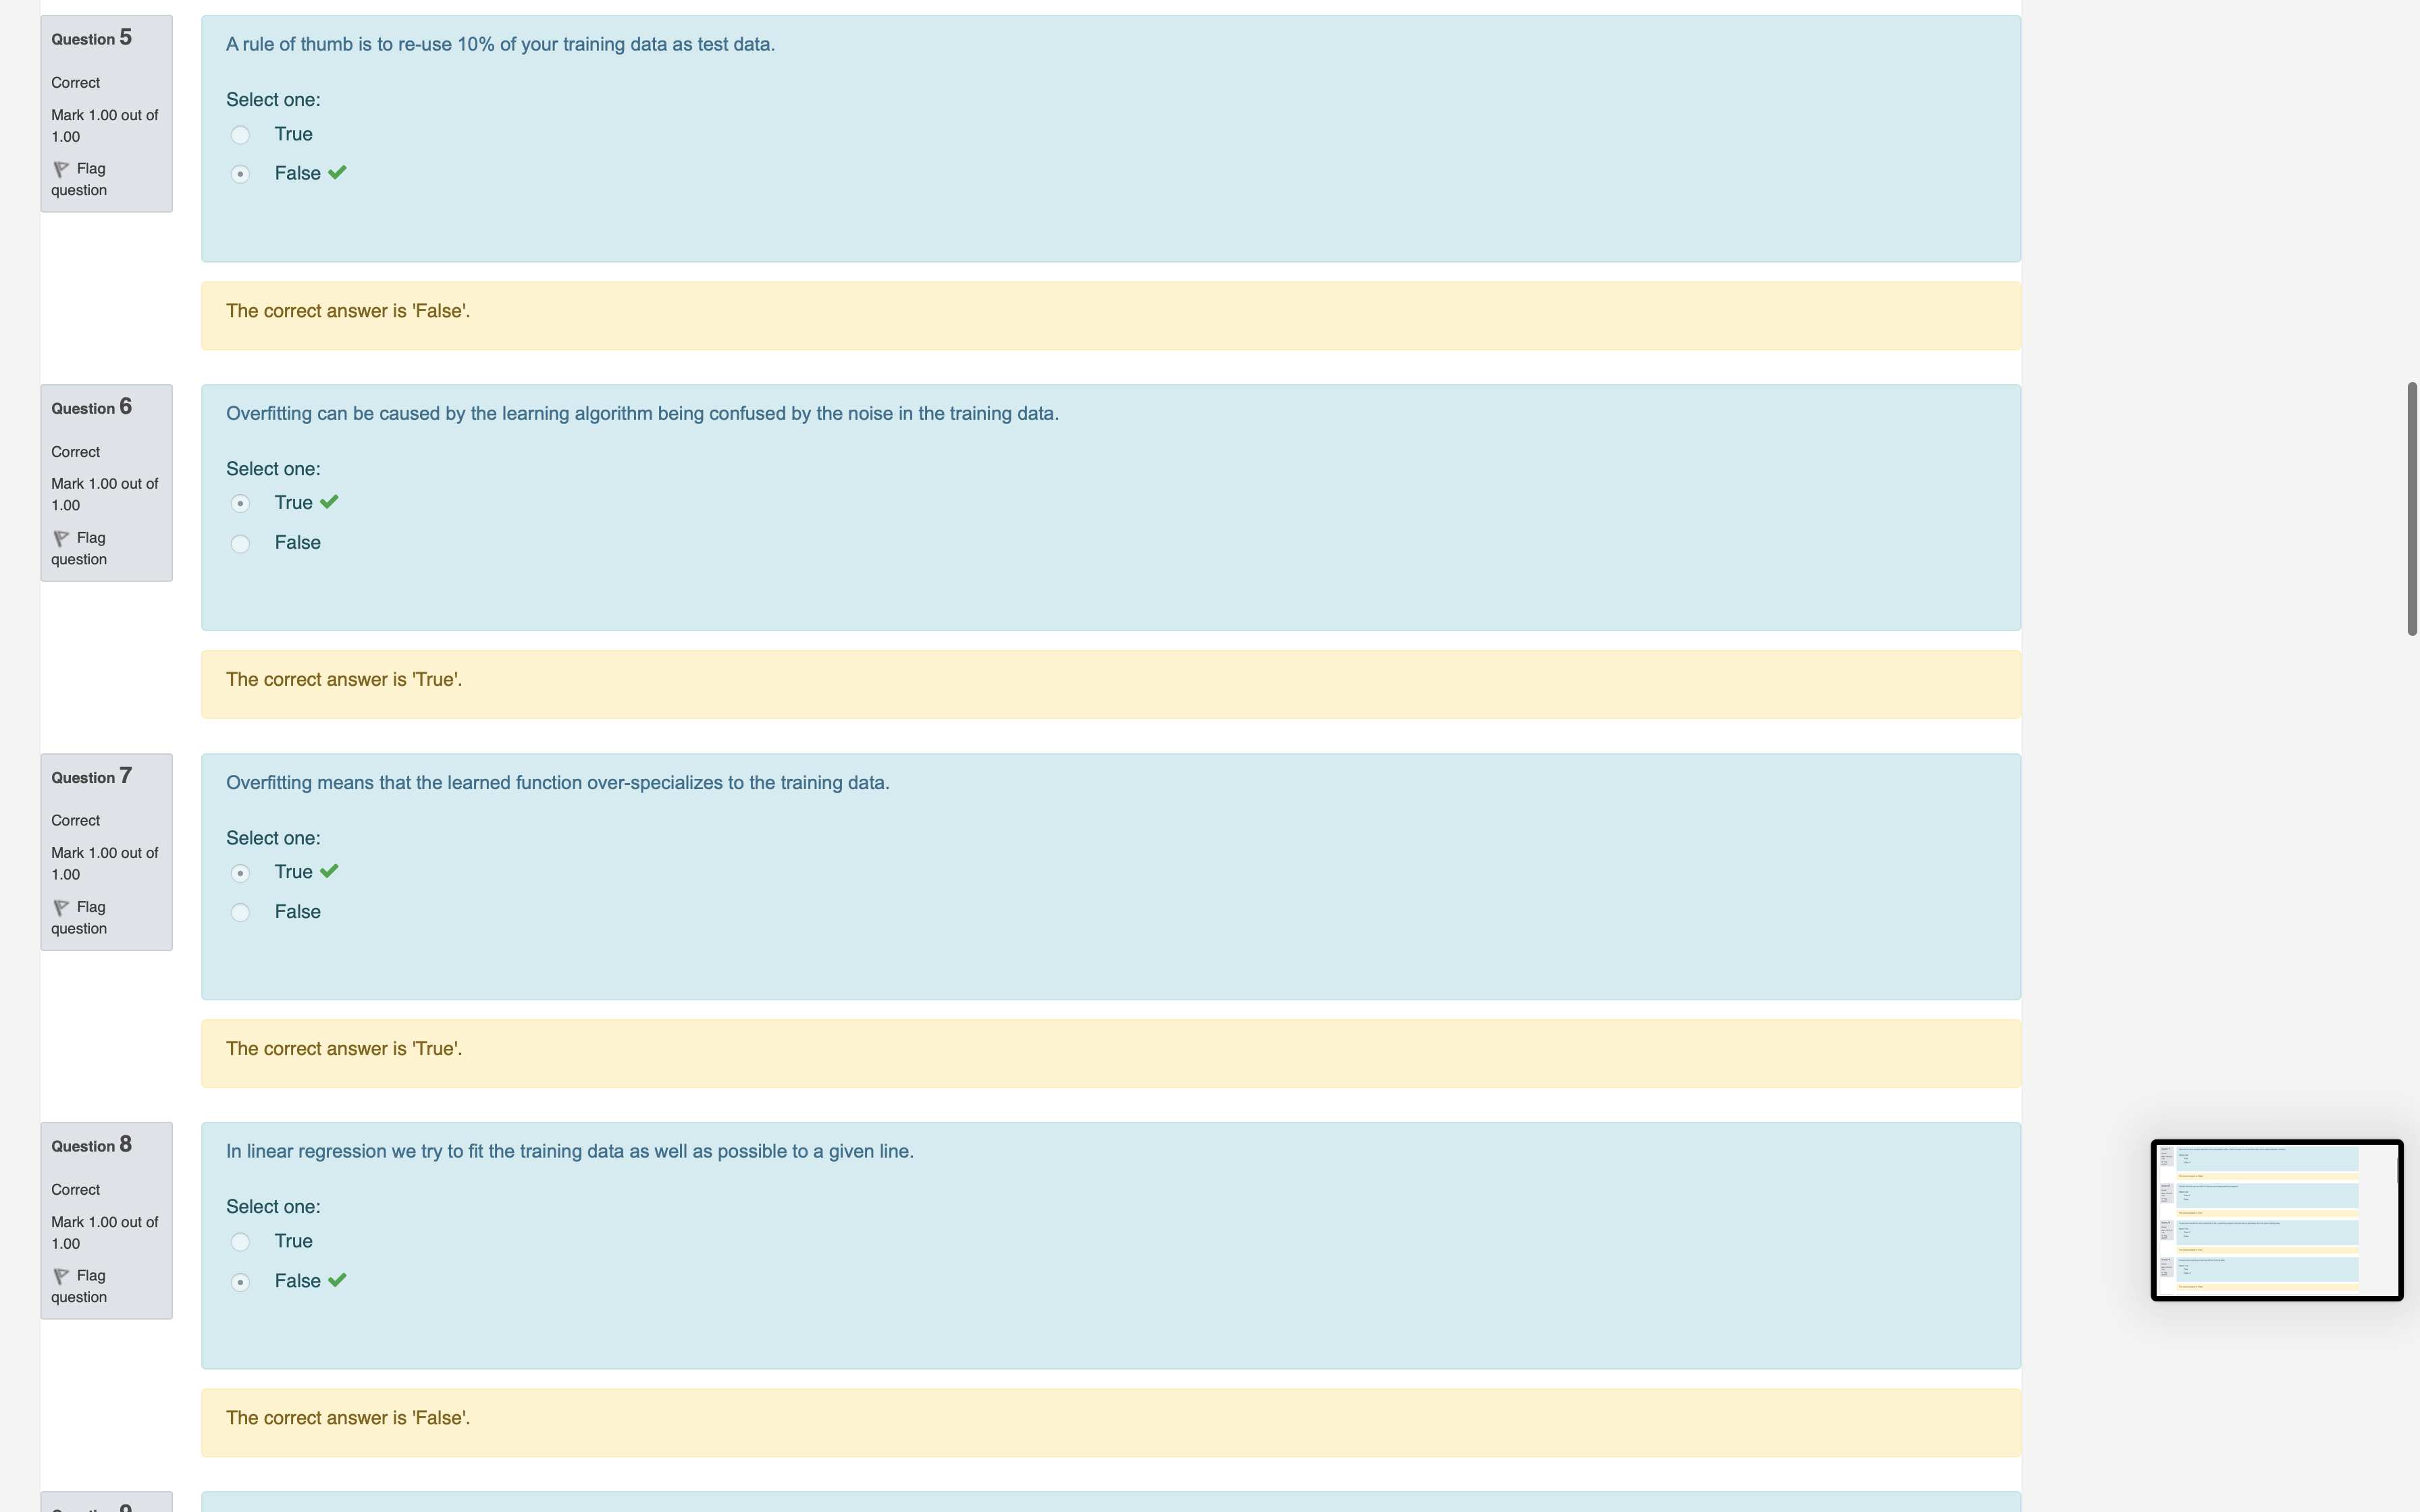 Question 5
Correct
Mark 1.00 out of
1.00
Flag
question
A rule of thumb is to re-use 10% of your training data as test data.
Select one:
True
False
The correct answer is 'False'.
Question 6
Correct
Mark 1.00 out of
1.00
Flag
question
Overfitting can be caused by the learning algorithm being confused by the noise in the training data.
Select one:
True
False
The correct answer is 'True'.
Question 7
Correct
Mark 1.00 out of
1.00
Flag
question
Overfitting means that the learned function over-specializes to the training data.
Select one:
True
False
The correct answer is 'True'.
Question 8
Correct
Mark 1.00 out of
1.00
Flag
question
In linear regression we try to fit the training data as well as possible to a given line.
Select one:
True
False
The correct answer is 'False'.